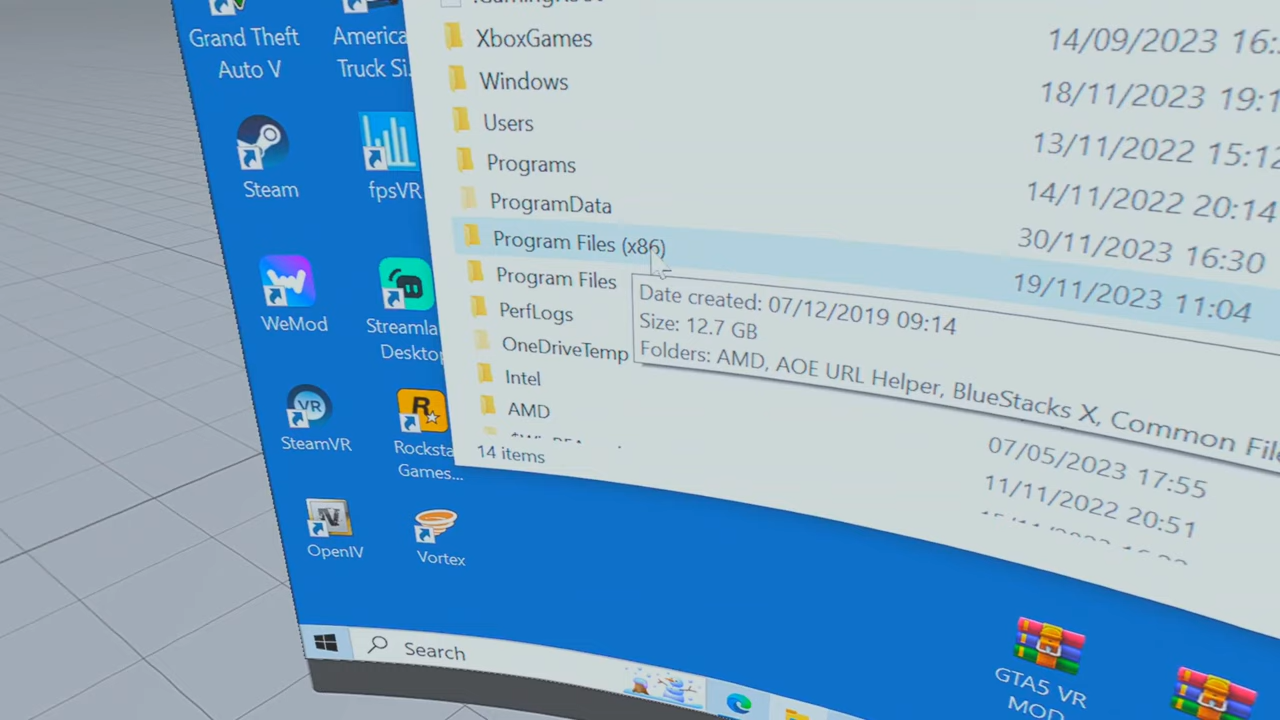 Grand Theft
Auto V
America
Truck Si.
Steam
fpsVR
WeMod
Streamla
Deskto
SteamVR
Rocksta
Games...
OpenIV
Vortex
XboxGames
14/09/2023 16:
Windows
18/11/2023 19:1
Users
13/11/2022 15:12
Programs
14/11/2022 20:14
ProgramData
30/11/2023 16:30
Program Files (x86)
19/11/2023 11:04
Program Files
PerfLogs
OneDriveTemp
Intel
07/05/2023 17:55
AMD
11/11/2022 20:51
14 items
Date created: 07/12/2019 09:14
Size: 12.7 GB
Folders: AMD, AOE URL Helper, BlueStacks X, Common File
Search
GTA5 VR
MOD